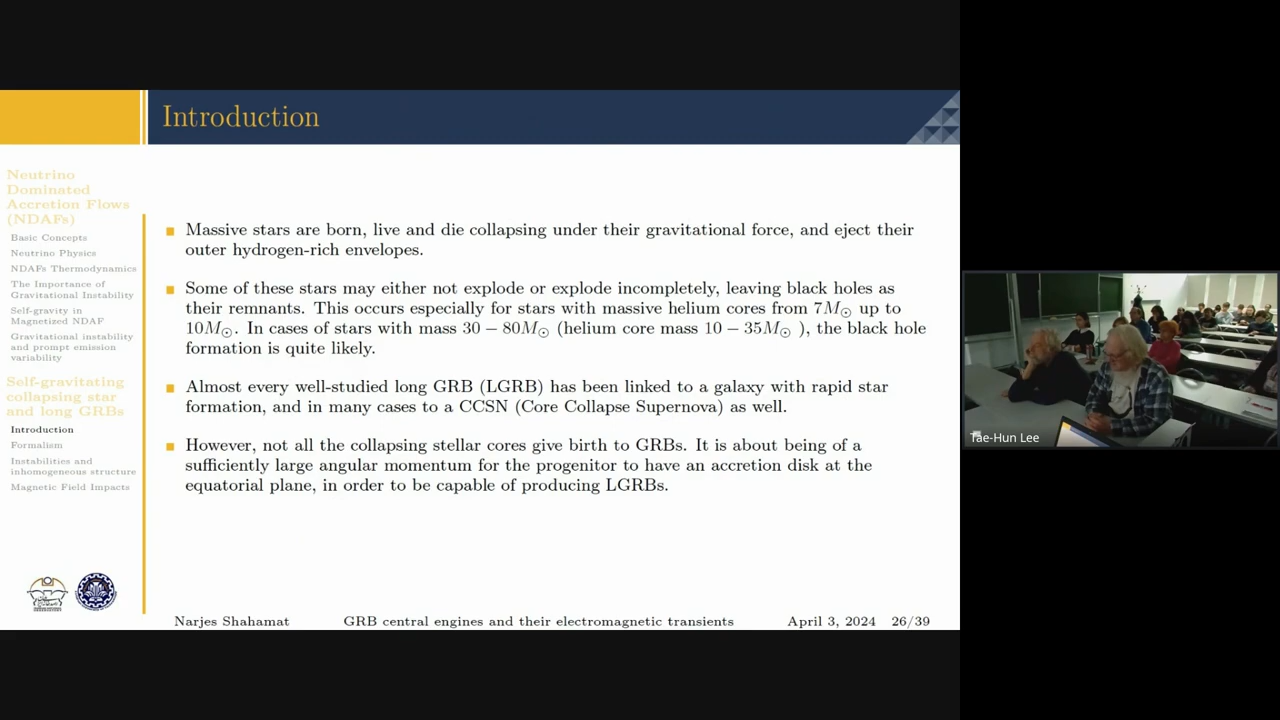 Introduction
Neutrino
Dominated
Accretion Flows
(NDAFs)
Basic Concepts
Neutrino Physics
NDAFs Thermodynamics
The Importance of
Gravitational Instability
Self-gravity in
Magnetized NDAF
Gravitational instability
and prompt emission
variability
Self-gravitating
collapsing star
and long GRBs
Introduction
Formalism
Instabilities and
inhomogeneous structure
Magnetic Field Impacts
Massive stars are born, live and die collapsing under their gravitational force, and eject their
outer hydrogen-rich envelopes.
Some of these stars may either not explode or explode incompletely, leaving black holes as
their remnants. This occurs especially for stars with massive helium cores from 7M⊙ up to
10M⊙. In cases of stars with mass 30 − 80M⊙ (helium core mass 10 − 35M⊙ ), the black hole
formation is quite likely.
Almost every well-studied long GRB (LGRB) has been linked to a galaxy with rapid star
formation, and in many cases to a CCSN (Core Collapse Supernova) as well.
However, not all the collapsing stellar cores give birth to GRBs. It is about being of a
sufficiently large angular momentum for the progenitor to have an accretion disk at the
equatorial plane, in order to be capable of producing LGRBs.
Narjes Shahamat GRB central engines and their electromagnetic transients April 3, 2024 26/39
Tae-Hun Lee